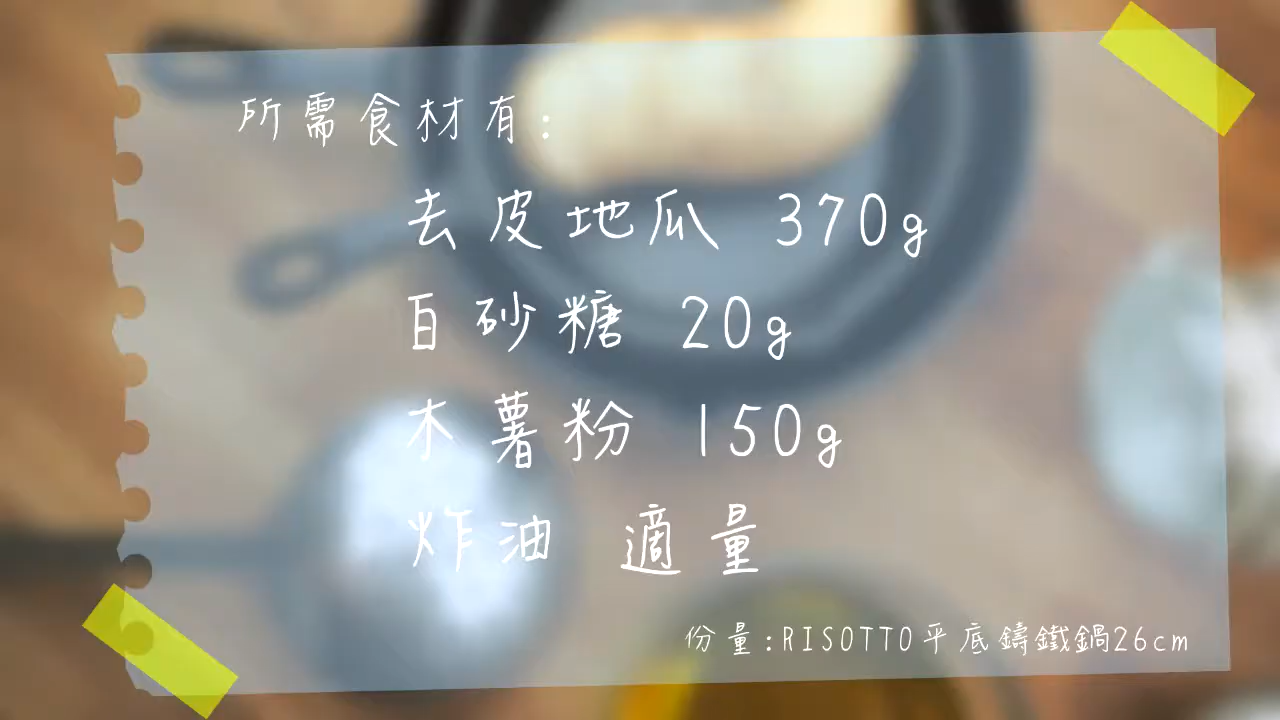 所需食材有:
去皮地瓜 370g
白砂糖 20g
木薯粉 150g
炸油 適量
份量:RISOTTO平底鑄鐵鍋26cm